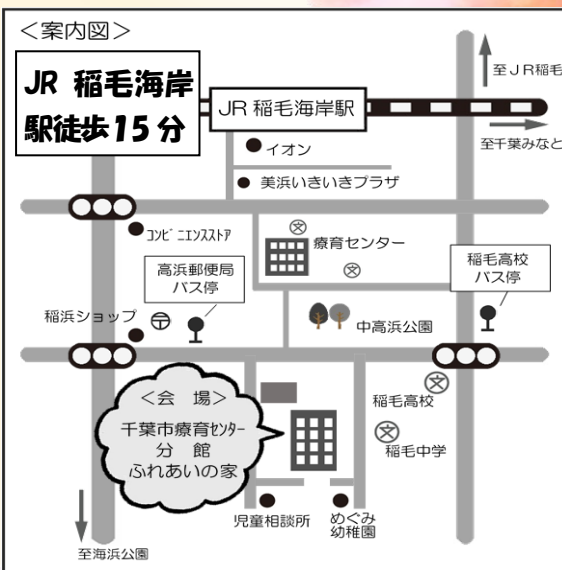 ＜案内図＞
JR 稲毛海岸
駅徒歩15分
JR 稲毛海岸駅
至ＪＲ稲毛
至千葉みなと
イオン
美浜いきいきプラザ
ｺﾝﾋﾞﾆｴﾝｽｽﾄｱ
文
療育センター
文
高浜郵便局
バス停
稲毛高校
バス停
稲浜ショップ
〒
中高浜公園
＜会　場＞
千葉市療育ｾﾝﾀｰ
分　館
ふれあいの家
文
稲毛高校
文
稲毛中学
児童相談所
めぐみ
幼稚園
至海浜公園